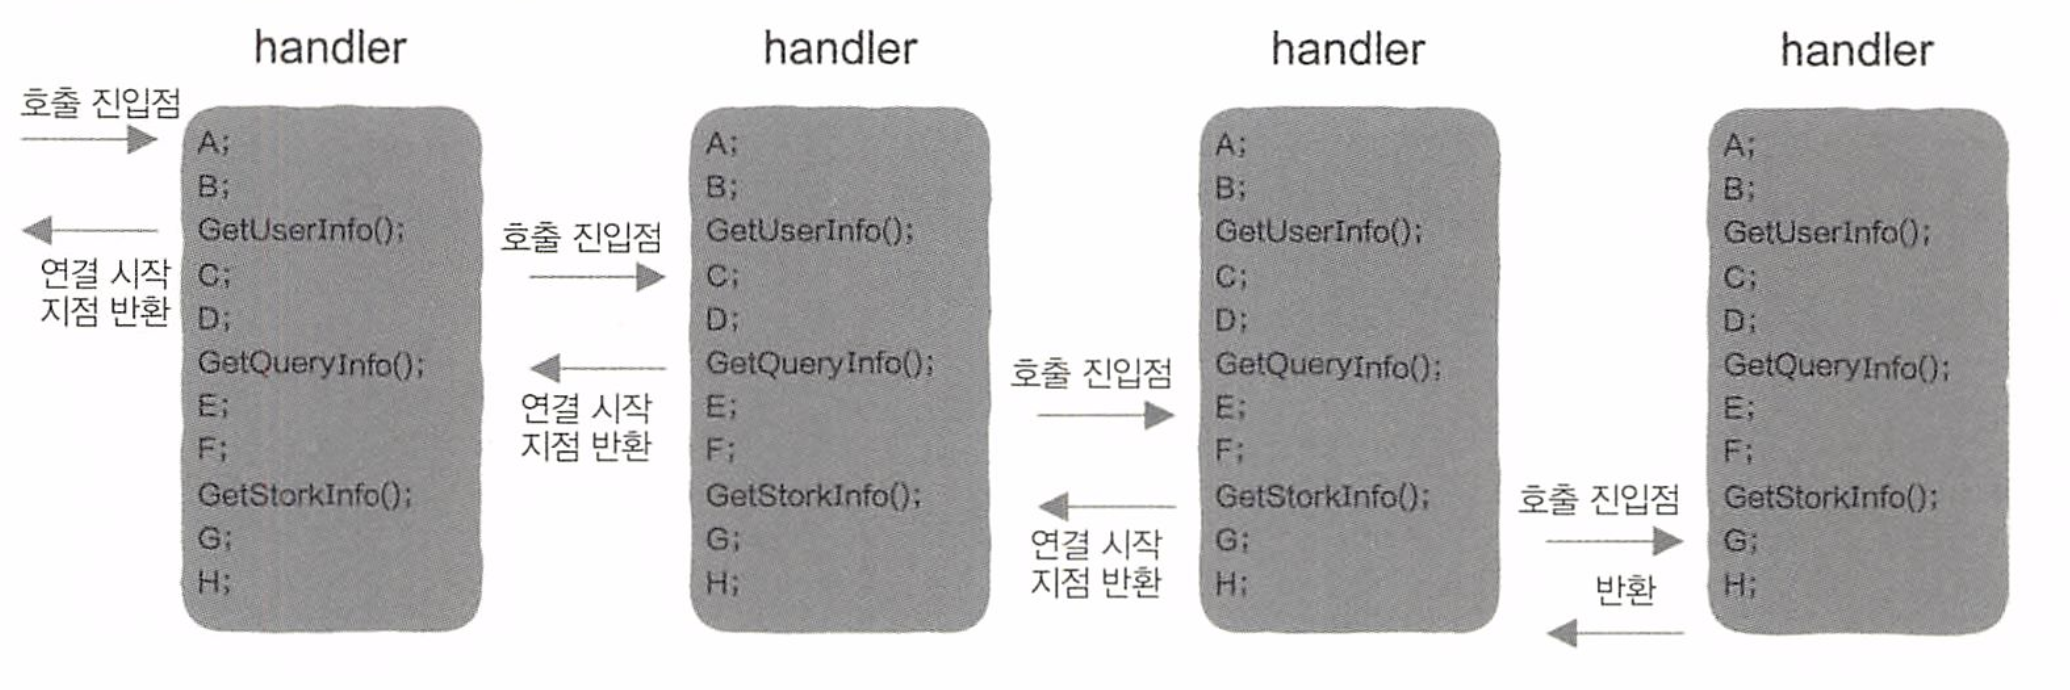 handler
handler
handler
handler
호출 진입점
A;
B;
GetUserInfo();
C;
D;
GetQueryInfo();
E;
F;
GetStorkInfo();
G;
H;
연결 시작
지점 반환
호출 진입점
A;
B;
GetUserInfo();
C;
D;
GetQueryInfo();
E;
F;
GetStorkInfo();
G;
H;
연결 시작
지점 반환
호출 진입점
A;
B;
GetUserInfo();
C;
D;
GetQueryInfo();
E;
F;
GetStorkInfo();
G;
H;
연결 시작
지점 반환
호출 진입점
A;
B;
GetUserInfo();
C;
D;
GetQueryInfo();
E;
F;
GetStorkInfo();
G;
H;
반환